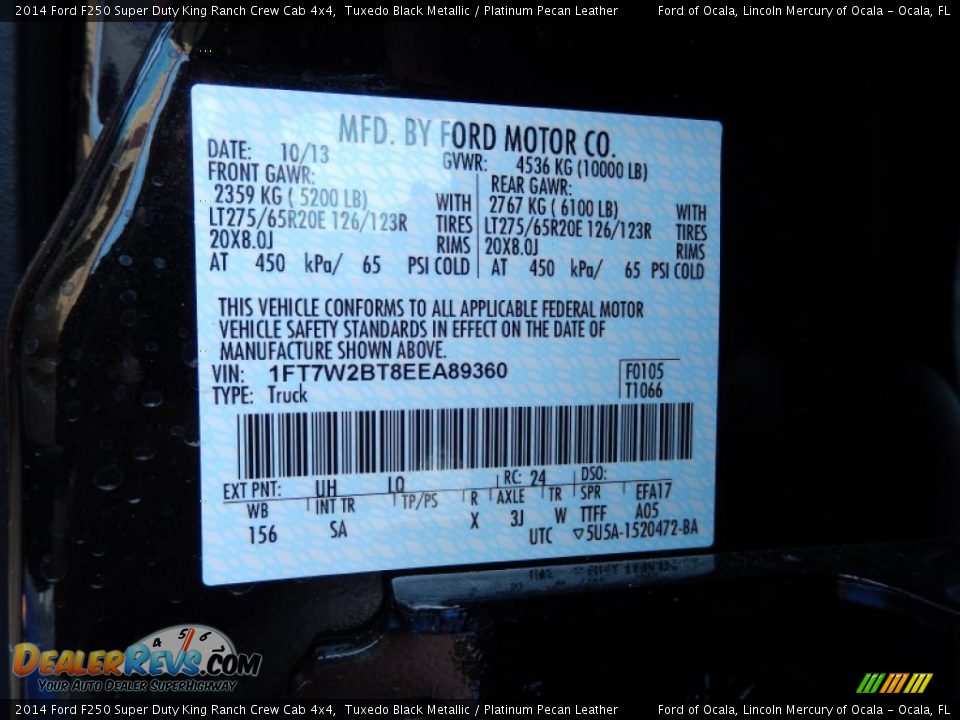 2014 Ford F250 Super Duty King Ranch Crew Cab 4x4, Tuxedo Black Metallic / Platinum Pecan Leather Ford of Ocala, Lincoln Mercury of Ocala - Ocala, FL
MFD. BY FORD MOTOR CO.
DATE: 10/13 GVWR: 4536 KG (10000 LB)
FRONT GAWR: REAR GAWR:
2359 KG ( 5200 LB) WITH 2767 KG ( 6100 LB) WITH
LT275/65R20E 126/123R TIRES LT275/65R20E 126/123R TIRES
20X8.0J RIMS 20X8.0J RIMS
AT 450 kPa/ 65 PSI COLD AT 450 kPa/ 65 PSI COLD
THIS VEHICLE CONFORMS TO ALL APPLICABLE FEDERAL MOTOR
VEHICLE SAFETY STANDARDS IN EFFECT ON THE DATE OF
MANUFACTURE SHOWN ABOVE.
VIN: 1FT7W2BT8EEA89360 F0105
TYPE: Truck T1066
EXT PNT: UH LQ RC: 24 DSO:
WB INT TR TP/PS R AXLE TR SPR EFA17
156 SA X 3J W TTFF A05
UTC ▽5U5A-1520472-BA
4 5 6
DEALERREVS.COM
YOUR AUTO DEALER SUPERHIGHWAY
2014 Ford F250 Super Duty King Ranch Crew Cab 4x4, Tuxedo Black Metallic / Platinum Pecan Leather Ford of Ocala, Lincoln Mercury of Ocala - Ocala, FL